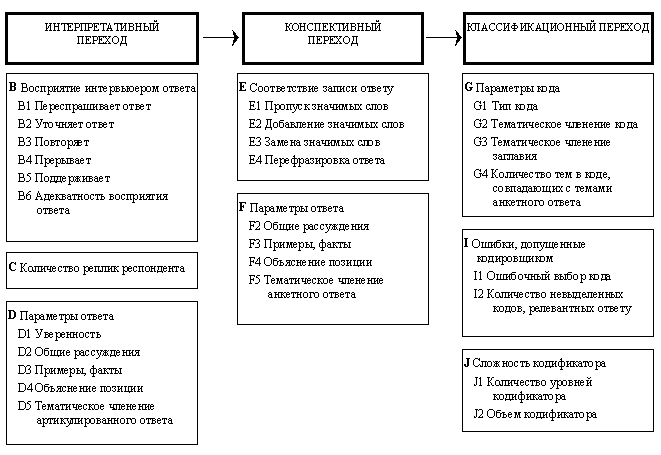 ИНТЕРПРЕТАТИВНЫЙ
ПЕРЕХОД
КОНСПЕКТИВНЫЙ
ПЕРЕХОД
КЛАССИФИКАЦИОННЫЙ ПЕРЕХОД
B Восприятие интервьюером ответа
B1 Переспрашивает ответ
B2 Уточняет ответ
B3 Повторяет
B4 Прерывает
B5 Поддерживает
B6 Адекватность восприятия
ответа
C Количество реплик респондента
D Параметры ответа
D1 Уверенность
D2 Общие рассуждения
D3 Примеры, факты
D4 Объяснение позиции
D5 Тематическое членение
артикулированного ответа
E Соответствие записи ответу
E1 Пропуск значимых слов
E2 Добавление значимых слов
E3 Замена значимых слов
E4 Перефразировка ответа
F Параметры ответа
F2 Общие рассуждения
F3 Примеры, факты
F4 Объяснение позиции
F5 Тематическое членение
анкетного ответа
G Параметры кода
G1 Тип кода
G2 Тематическое членение кода
G3 Тематическое членение
заглавия
G4 Количество тем в коде,
совпадающих с темами
анкетного ответа
I Ошибки, допущенные
кодировщиком
I1 Ошибочный выбор кода
I2 Количество невыделенных
кодов, релевантных ответу
J Сложность кодификатора
J1 Количество уровней
кодификатора
J2 Объем кодификатора